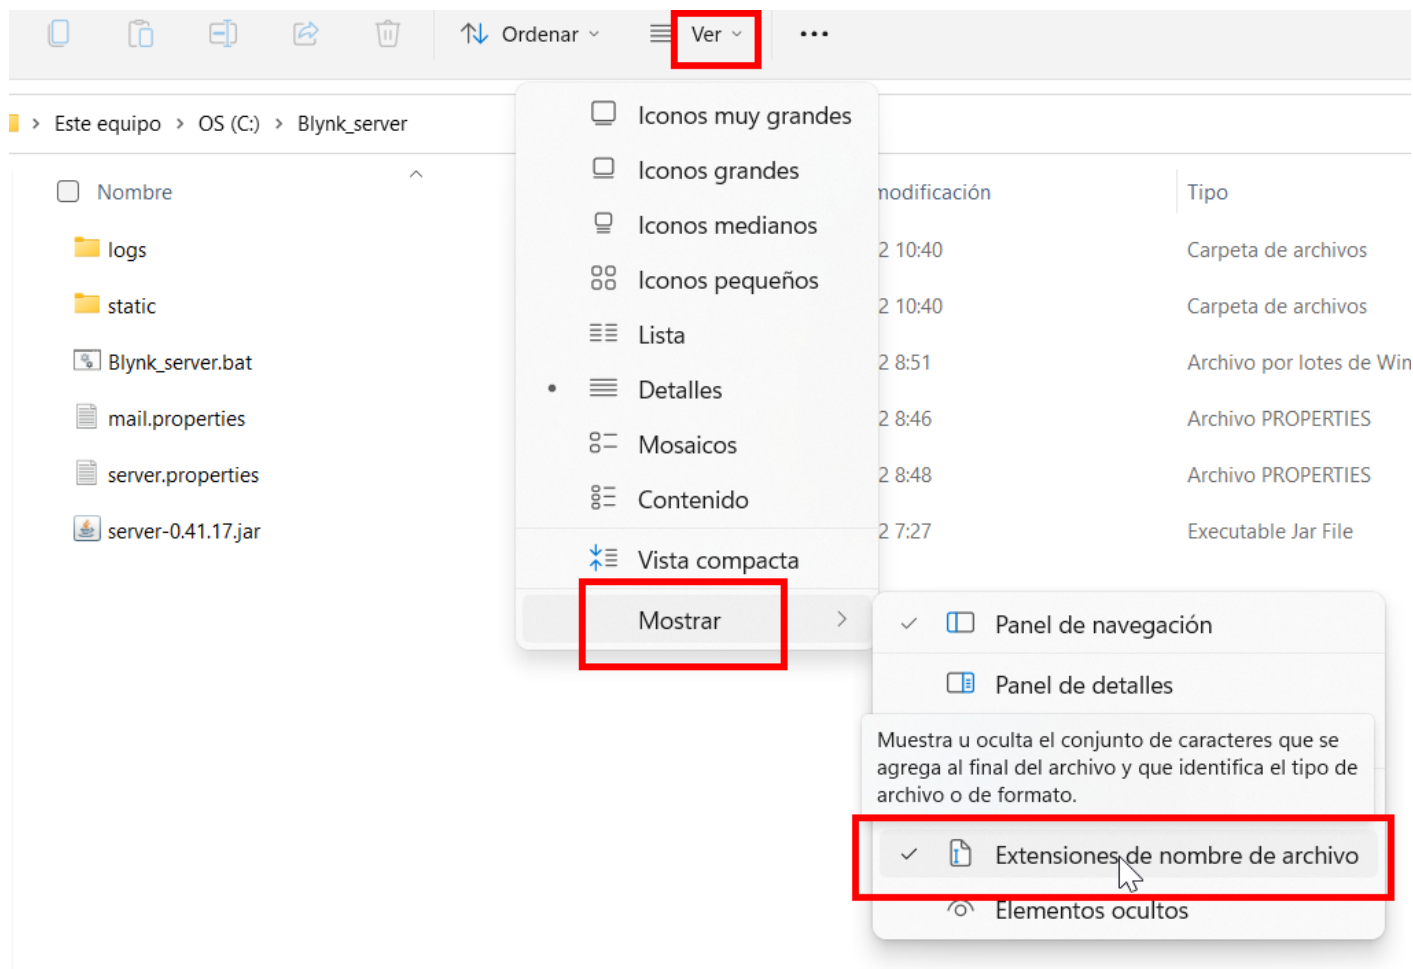 Ordenar
Ver
Este equipo > OS (C:) > Blynk_server
Nombre
modificación
Tipo
logs
2 10:40
Carpeta de archivos
static
2 10:40
Carpeta de archivos
Blynk_server.bat
2 8:51
Archivo por lotes de Win
mail.properties
2 8:46
Archivo PROPERTIES
server.properties
2 8:48
Archivo PROPERTIES
server-0.41.17.jar
2 7:27
Executable Jar File
Iconos muy grandes
Iconos grandes
Iconos medianos
Iconos pequeños
Lista
Detalles
Mosaicos
Contenido
Vista compacta
Mostrar
Panel de navegación
Panel de detalles
Muestra u oculta el conjunto de caracteres que se
agrega al final del archivo y que identifica el tipo de
archivo o de formato.
Extensiones de nombre de archivo
Elementos ocultos